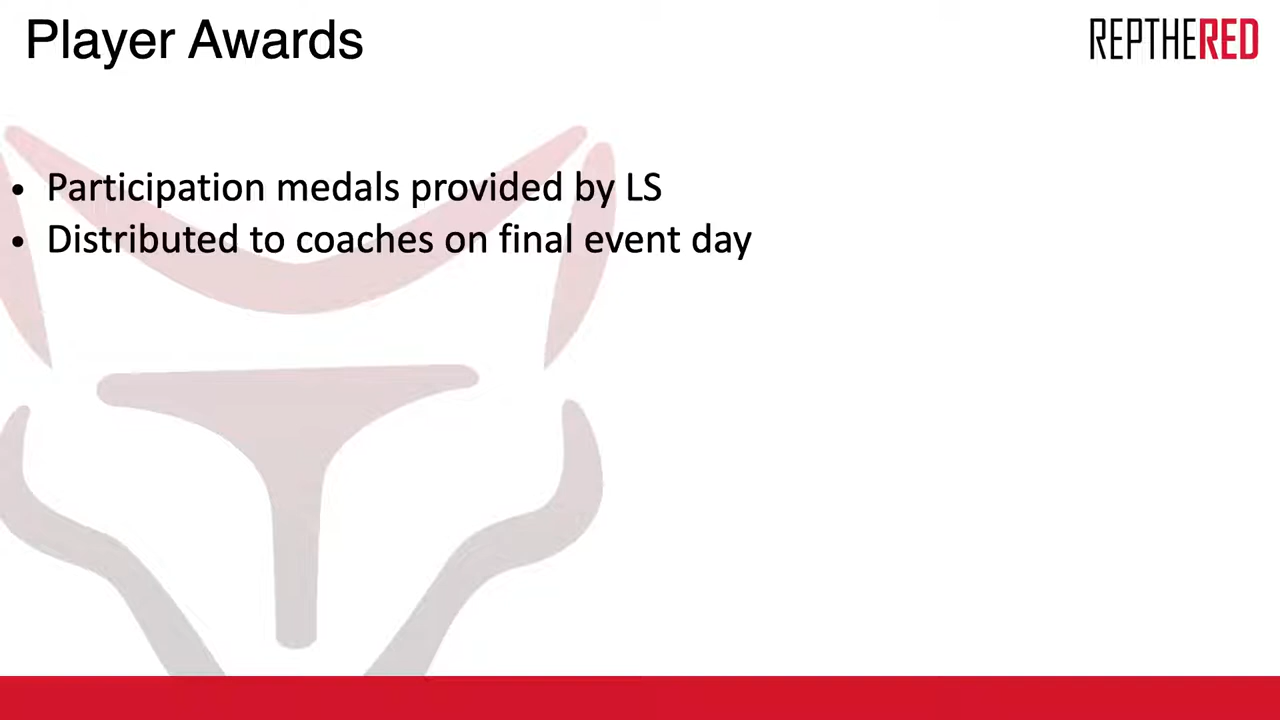 Player Awards
REPTHERED
• Participation medals provided by LS
• Distributed to coaches on final event day